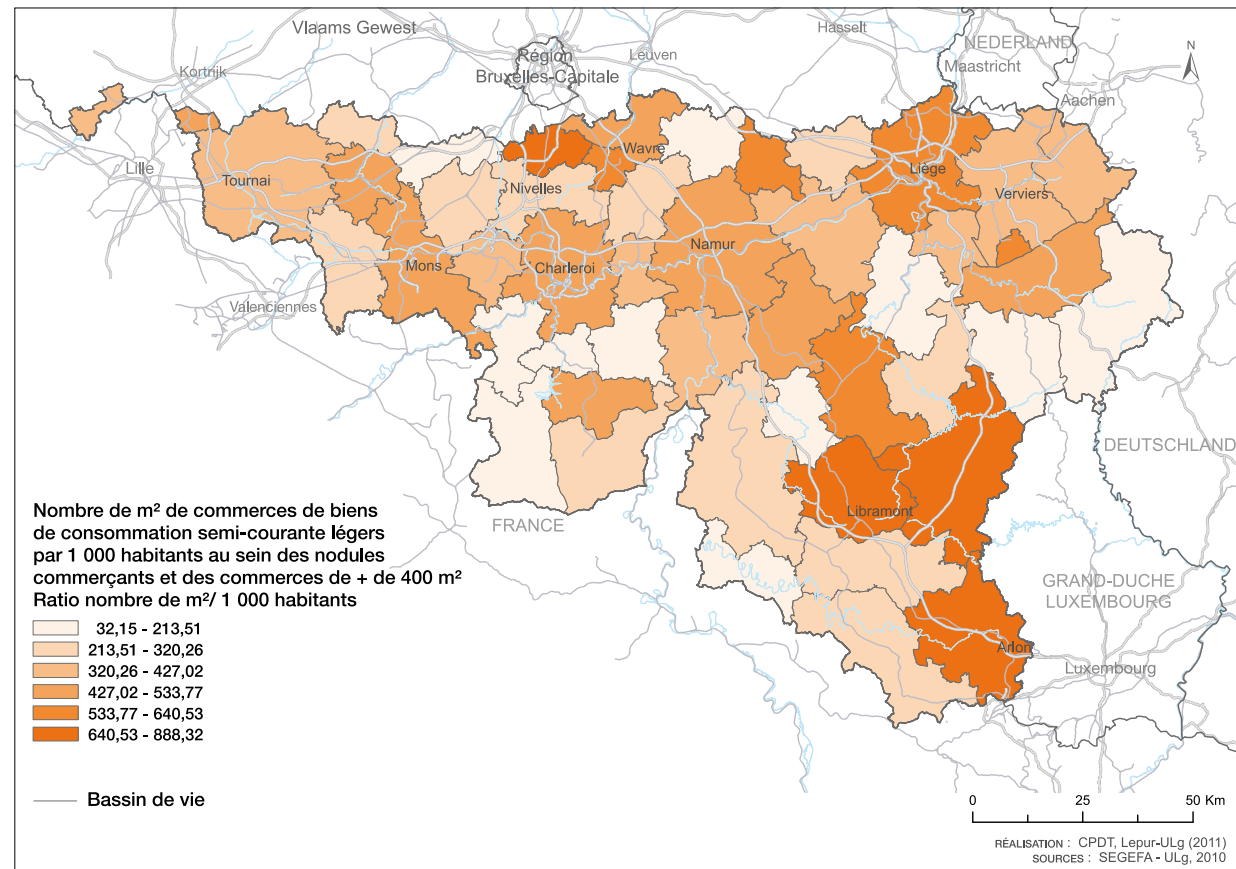 Vlaams Gewest
Hasselt
NEDERLAND
N
Région
Bruxelles-Capitale
Leuven
Kortrijk
Maastricht
Aachen
Lille
Tournai
Wavre
Nivelles
Liège
Verviers
Namur
Mons
Charleroi
Valenciennes
DEUTSCHLAND
Libramont
FRANCE
GRAND-DUCHE
LUXEMBOURG
Arlon
Luxembourg
Nombre de m² de commerces de biens
de consommation semi-courante légers
par 1 000 habitants au sein des nodules
commerçants et des commerces de + de 400 m²
Ratio nombre de m²/ 1 000 habitants
32,15 - 213,51
213,51 - 320,26
320,26 - 427,02
427,02 - 533,77
533,77 - 640,53
640,53 - 888,32
Bassin de vie
0 25 50 Km
RÉALISATION : CPDT, Lepur-ULg (2011)
SOURCES : SEGEFA - ULg, 2010